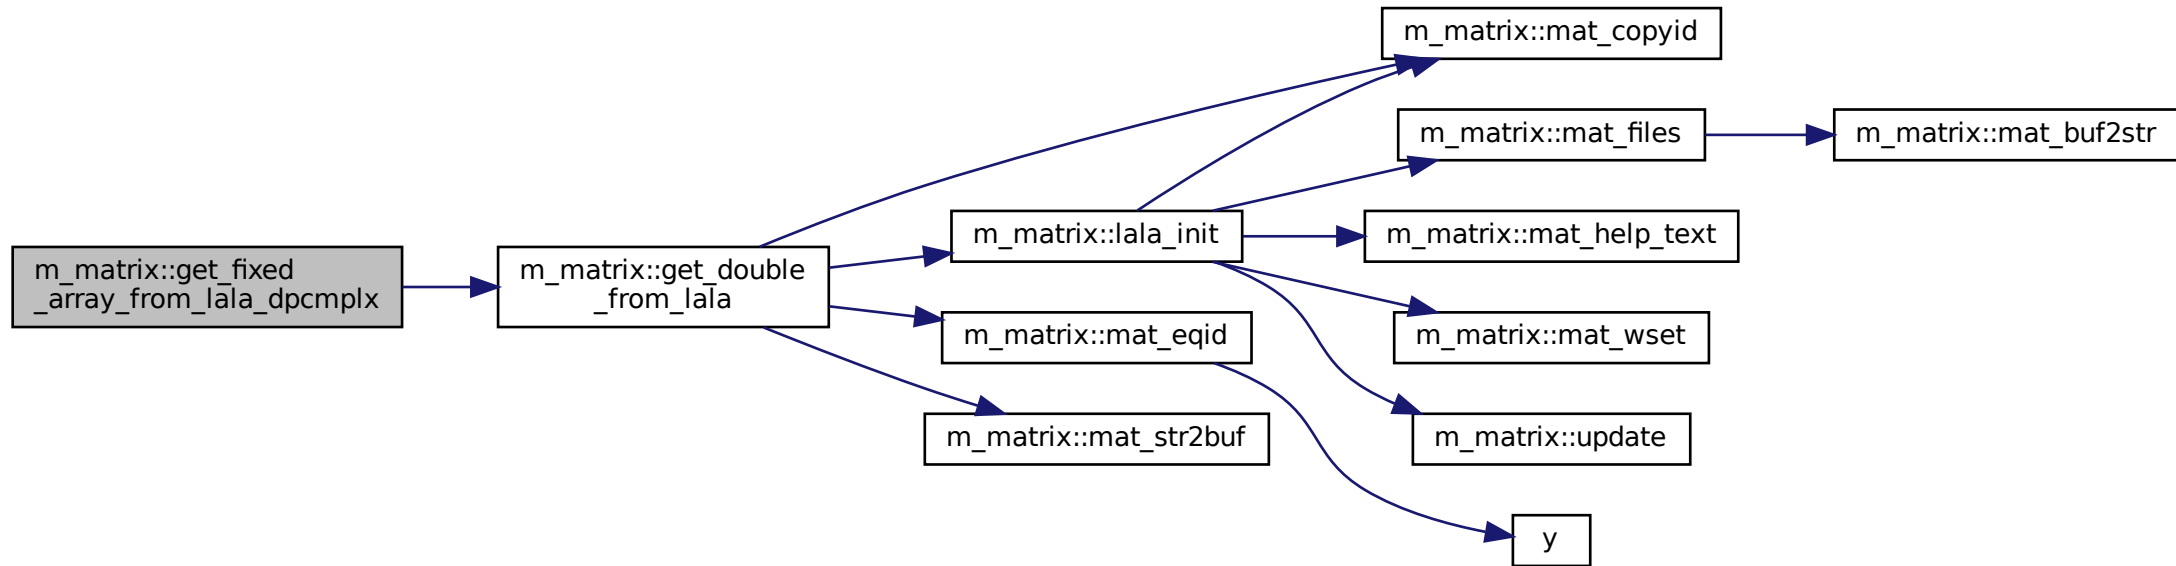 m_matrix::get_fixed
_array_from_lala_dpcmplx
m_matrix::get_double
_from_lala
m_matrix::mat_copyid
m_matrix::lala_init
m_matrix::mat_files
m_matrix::mat_buf2str
m_matrix::mat_help_text
m_matrix::mat_wset
m_matrix::update
m_matrix::mat_eqid
y
m_matrix::mat_str2buf